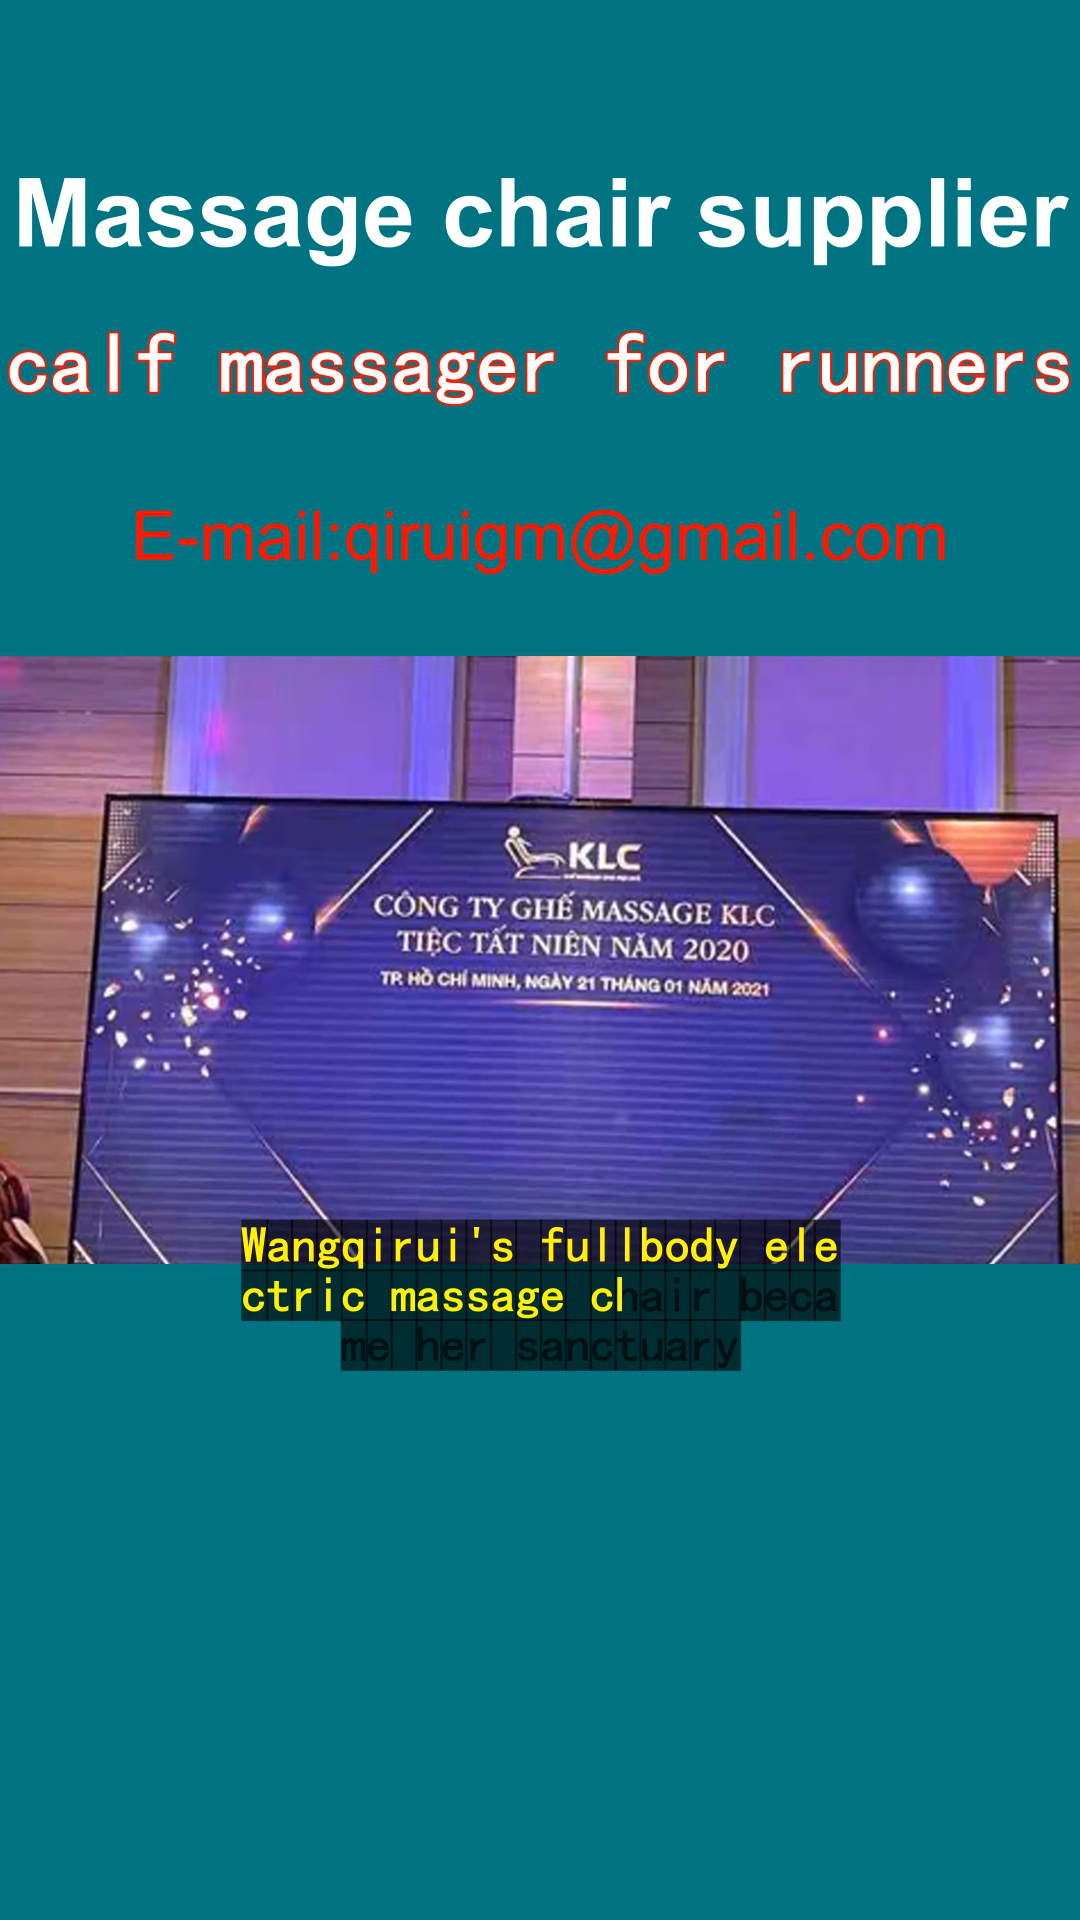 Massage chair supplier
calf massager for runners
E-mail:qiruigm@gmail.com
KLC
CÔNG TY GHẾ MASSAGE KLC
TIỆC TẤT NIÊN NĂM 2020
TP. HỒ CHÍ MINH, NGÀY 21 THÁNG 01 NĂM 2021
Wangqirui's fullbody ele
ctric massage chair beca
me her sanctuary